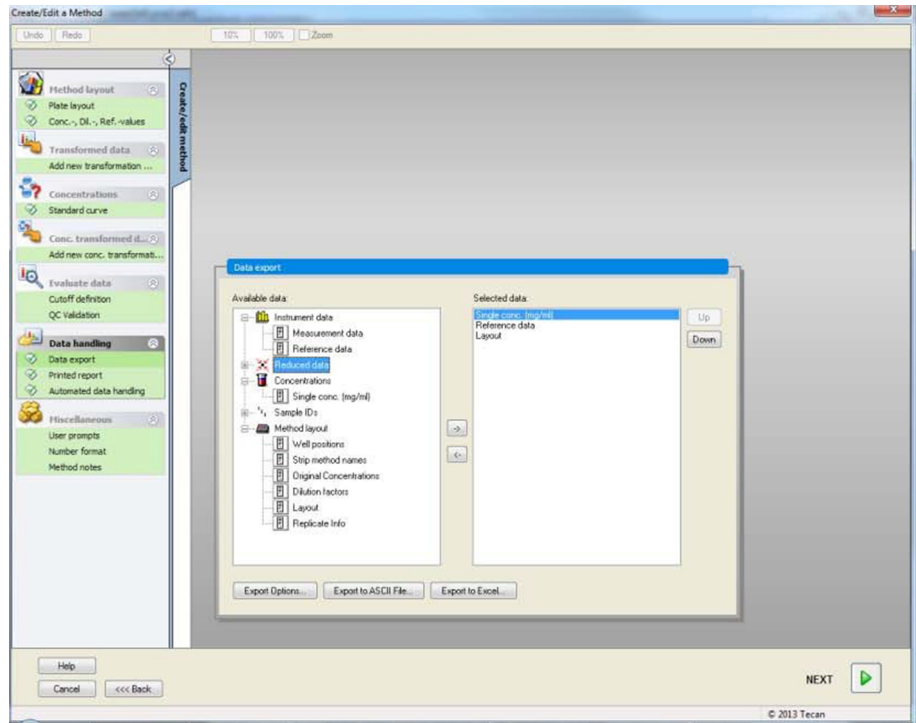 Create/Edit a Method
Undo Redo 10% 100% Zoom
Create/edit method
Method layout
Plate layout
Conc.-, Dil.-, Ref.-values
Transformed data
Add new transformation ...
Concentrations
Standard curve
Conc. transformed d...
Add new conc. transformati...
Evaluate data
Cutoff definition
QC Validation
Data handling
Data export
Printed report
Automated data handling
Miscellaneous
User prompts
Number format
Method notes
Data export
Available data:
Instrument data
Measurement data
Reference data
Reduced data
Concentrations
Single conc. (mg/ml)
Sample IDs
Method layout
Well positions
Strip method names
Original Concentrations
Dilution factors
Layout
Replicate Info
Selected data:
Single conc. (mg/ml)
Reference data
Layout
Up
Down
->
<-
Export Options... Export to ASCII File... Export to Excel...
Help
Cancel <<< Back
NEXT
© 2013 Tecan